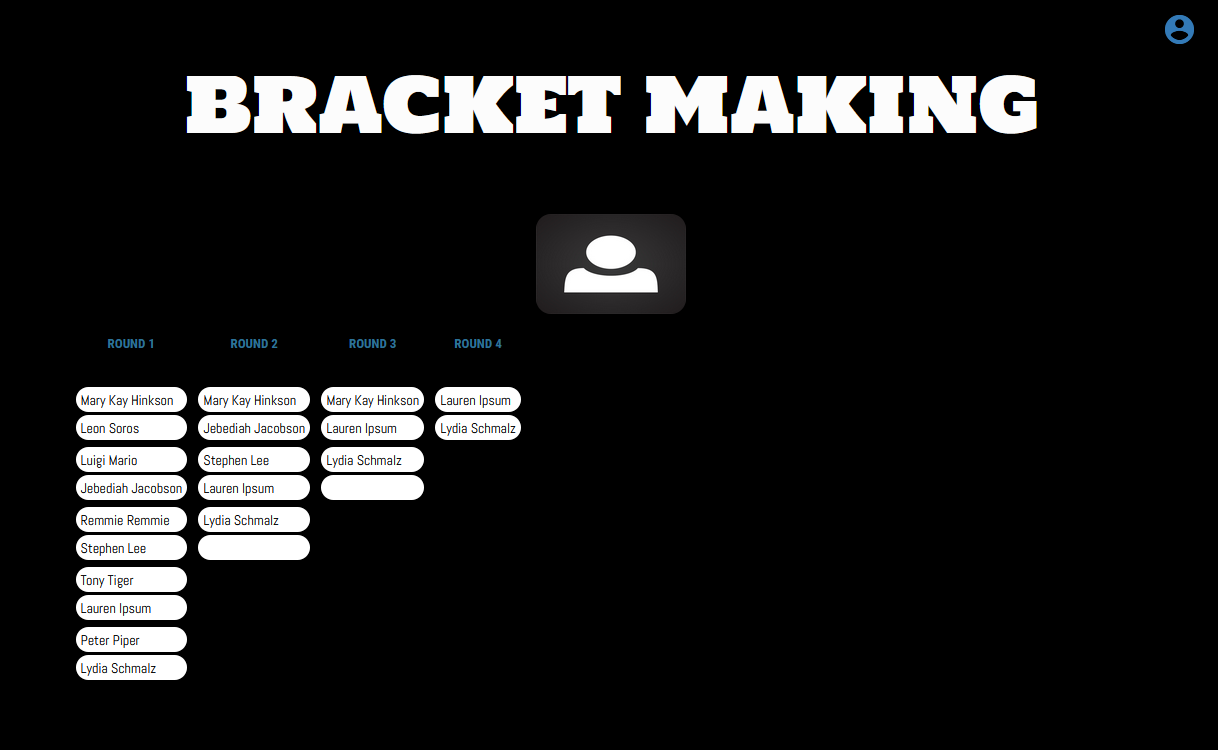 BRACKET MAKING
ROUND 1 ROUND 2 ROUND 3 ROUND 4
Mary Kay Hinkson Mary Kay Hinkson Mary Kay Hinkson Lauren Ipsum
Leon Soros Jebediah Jacobson Lauren Ipsum Lydia Schmalz
Luigi Mario Stephen Lee Lydia Schmalz
Jebediah Jacobson Lauren Ipsum
Remmie Remmie Lydia Schmalz
Stephen Lee
Tony Tiger
Lauren Ipsum
Peter Piper
Lydia Schmalz